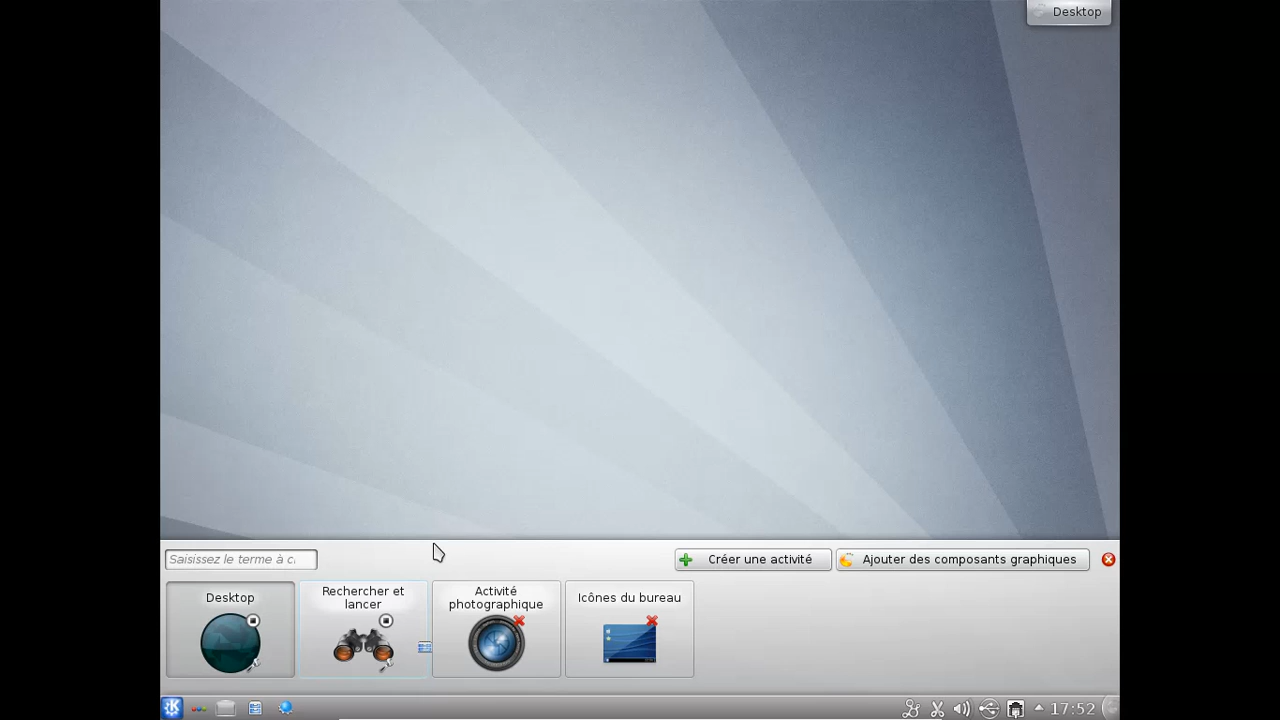 Desktop
Saisissez le terme à c
Créer une activité
Ajouter des composants graphiques
Desktop
Rechercher et
lancer
Activité
photographique
Icônes du bureau
17:52